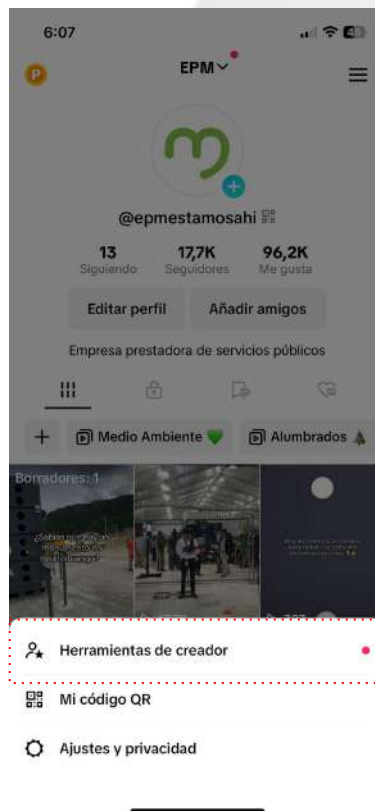 6:07
P
EPM
@epmestamosahi
13 17,7K 96,2K
Siguiendo Seguidores Me gusta
Editar perfil Añadir amigos
Empresa prestadora de servicios públicos
+ Medio Ambiente 💚 Alumbrados 🎄
Borradores: 1
Herramientas de creador
Mi código QR
Ajustes y privacidad